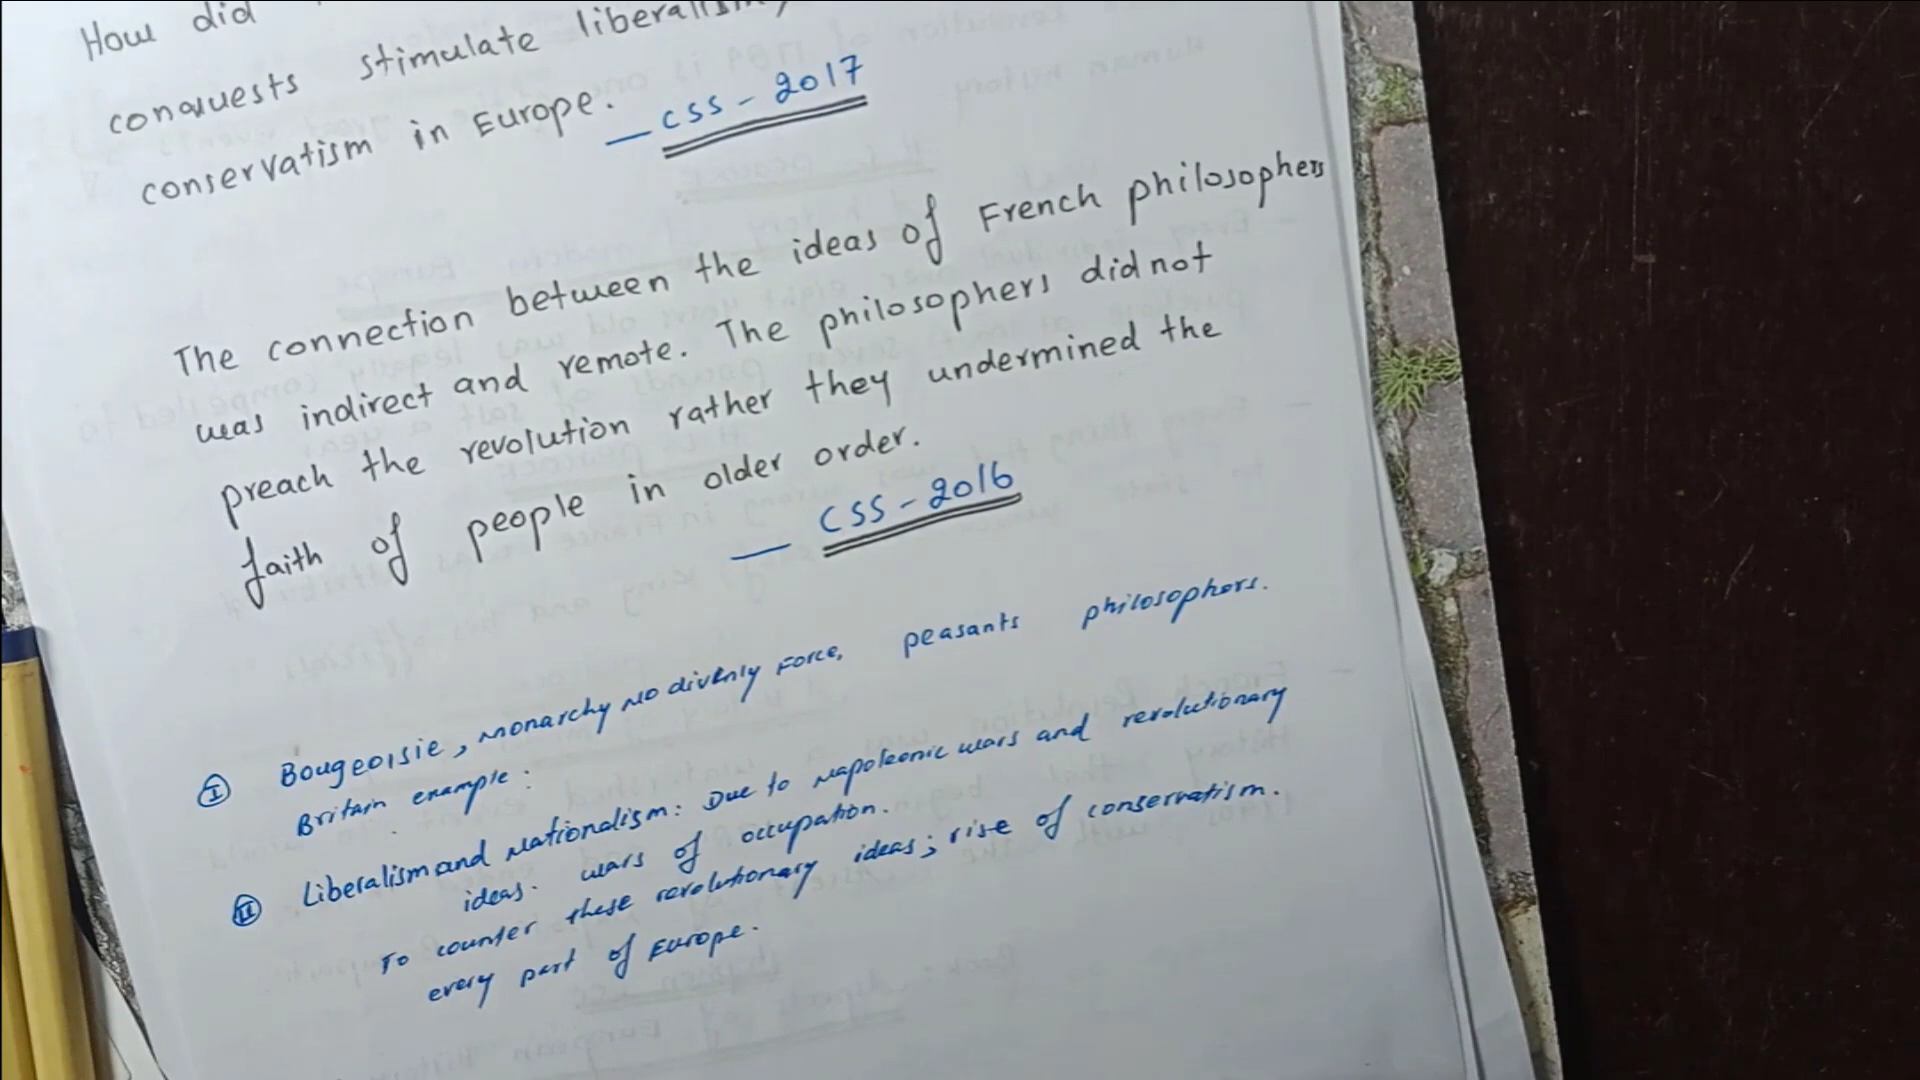 How did
conquests stimulate liberalism,
conservatism in Europe.
— CSS - 2017
The connection between the ideas of French philosophers
was indirect and remote. The philosophers did not
preach the revolution rather they undermined the
faith of people in older order.
— CSS - 2016
I Bougeoisie, Monarchy no divinly Force, peasants philosophors.
Britain example:
II Liberalism and Nationalism: Due to Napoleonic wars and revolutionary
ideas. wars of occupation.
To counter these revolutionary ideas; rise of conservatism.
every part of Europe.